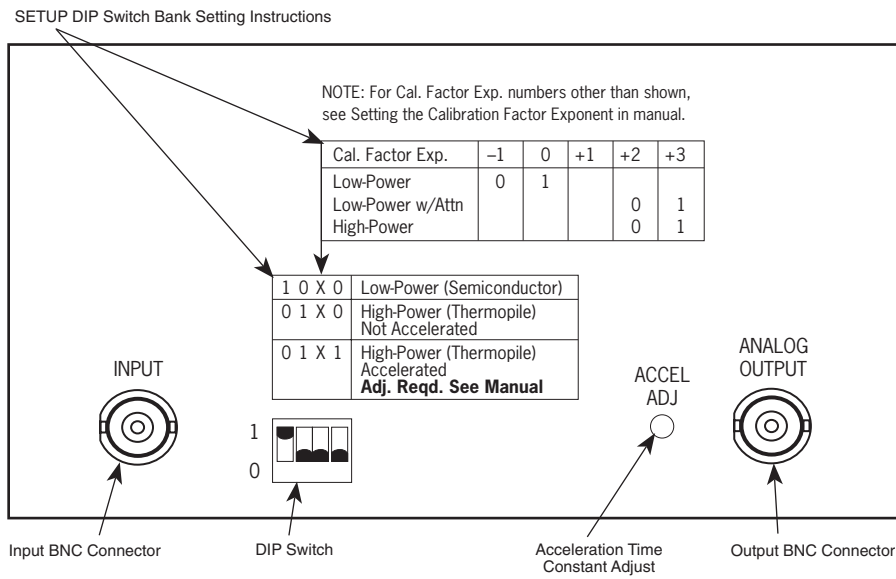 SETUP DIP Switch Bank Setting Instructions
NOTE: For Cal. Factor Exp. numbers other than shown,
see Setting the Calibration Factor Exponent in manual.
Cal. Factor Exp. –1 0 +1 +2 +3
Low-Power 0 1
Low-Power w/Attn 0 1
High-Power 0 1
1 0 X 0 Low-Power (Semiconductor)
0 1 X 0 High-Power (Thermopile)
Not Accelerated
0 1 X 1 High-Power (Thermopile)
Accelerated
Adj. Reqd. See Manual
INPUT
1
0
ACCEL
ADJ
ANALOG
OUTPUT
Input BNC Connector
DIP Switch
Acceleration Time
Constant Adjust
Output BNC Connector